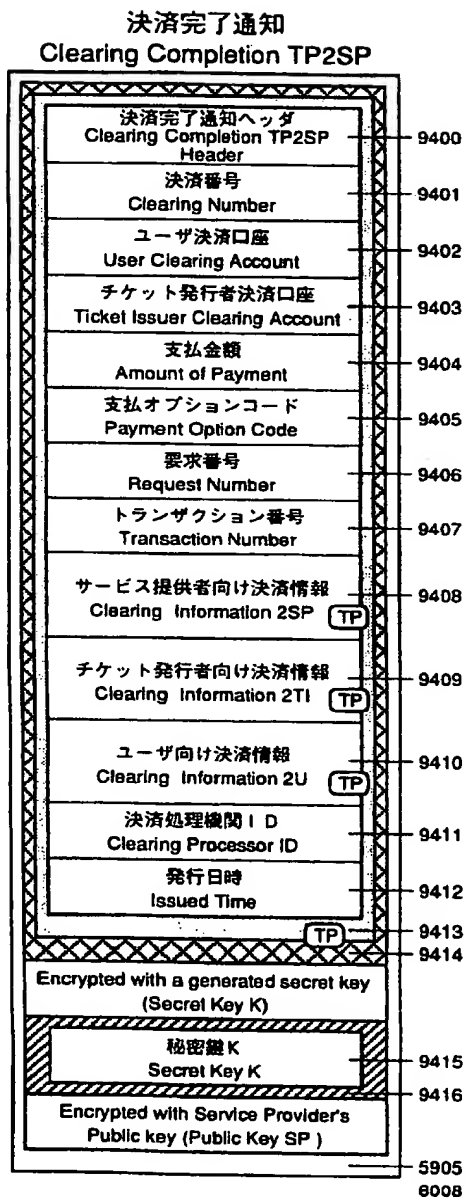 決済完了通知
Clearing Completion TP2SP
決済完了通知ヘッダ
Clearing Completion TP2SP
Header
9400
決済番号
Clearing Number
9401
ユーザ決済口座
User Clearing Account
9402
チケット発行者決済口座
Ticket Issuer Clearing Account
9403
支払金額
Amount of Payment
9404
支払オプションコード
Payment Option Code
9405
要求番号
Request Number
9406
トランザクション番号
Transaction Number
9407
サービス提供者向け決済情報
Clearing Information 2SP
TP
9408
チケット発行者向け決済情報
Clearing Information 2TI
TP
9409
ユーザ向け決済情報
Clearing Information 2U
TP
9410
決済処理機関ID
Clearing Processor ID
9411
発行日時
Issued Time
9412
TP
9413
9414
Encrypted with a generated secret key
(Secret Key K)
秘密鍵K
Secret Key K
9415
9416
Encrypted with Service Provider's
Public key (Public Key SP )
5905
6008